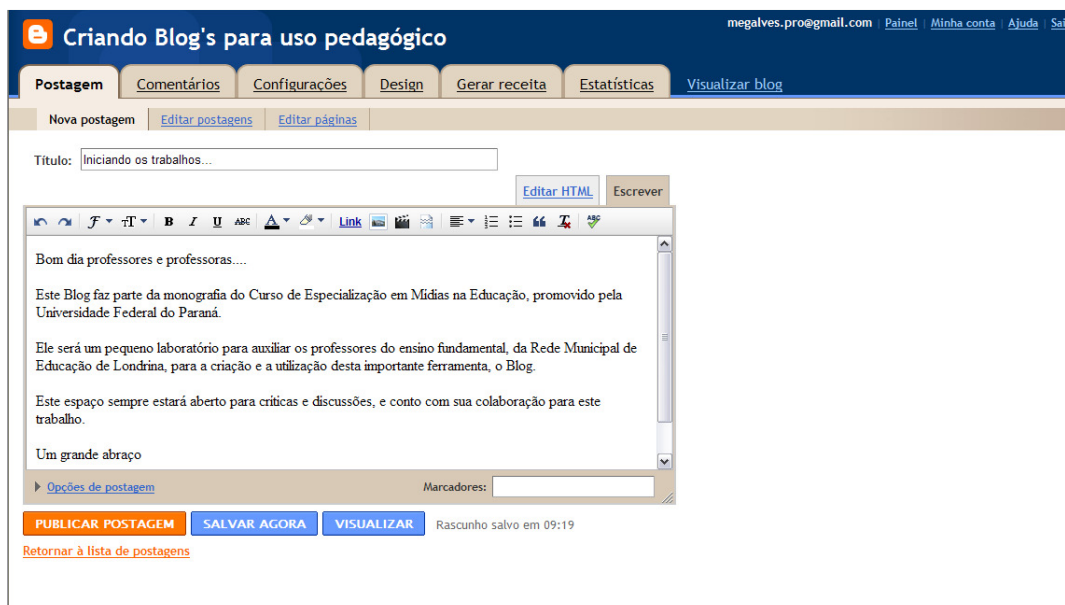 Criando Blog's para uso pedagógico
megalves.pro@gmail.com | Painel | Minha conta | Ajuda | Sai
Postagem Comentários Configurações Design Gerar receita Estatísticas Visualizar blog
Nova postagem Editar postagens Editar páginas
Título: Iniciando os trabalhos...
Editar HTML Escrever
F T B I U ABC A Link ABC
Bom dia professores e professoras....
Este Blog faz parte da monografia do Curso de Especialização em Mídias na Educação, promovido pela
Universidade Federal do Paraná.
Ele será um pequeno laboratório para auxiliar os professores do ensino fundamental, da Rede Municipal de
Educação de Londrina, para a criação e a utilização desta importante ferramenta, o Blog.
Este espaço sempre estará aberto para críticas e discussões, e conto com sua colaboração para este
trabalho.
Um grande abraço
Opções de postagem Marcadores:
PUBLICAR POSTAGEM SALVAR AGORA VISUALIZAR Rascunho salvo em 09:19
Retornar à lista de postagens